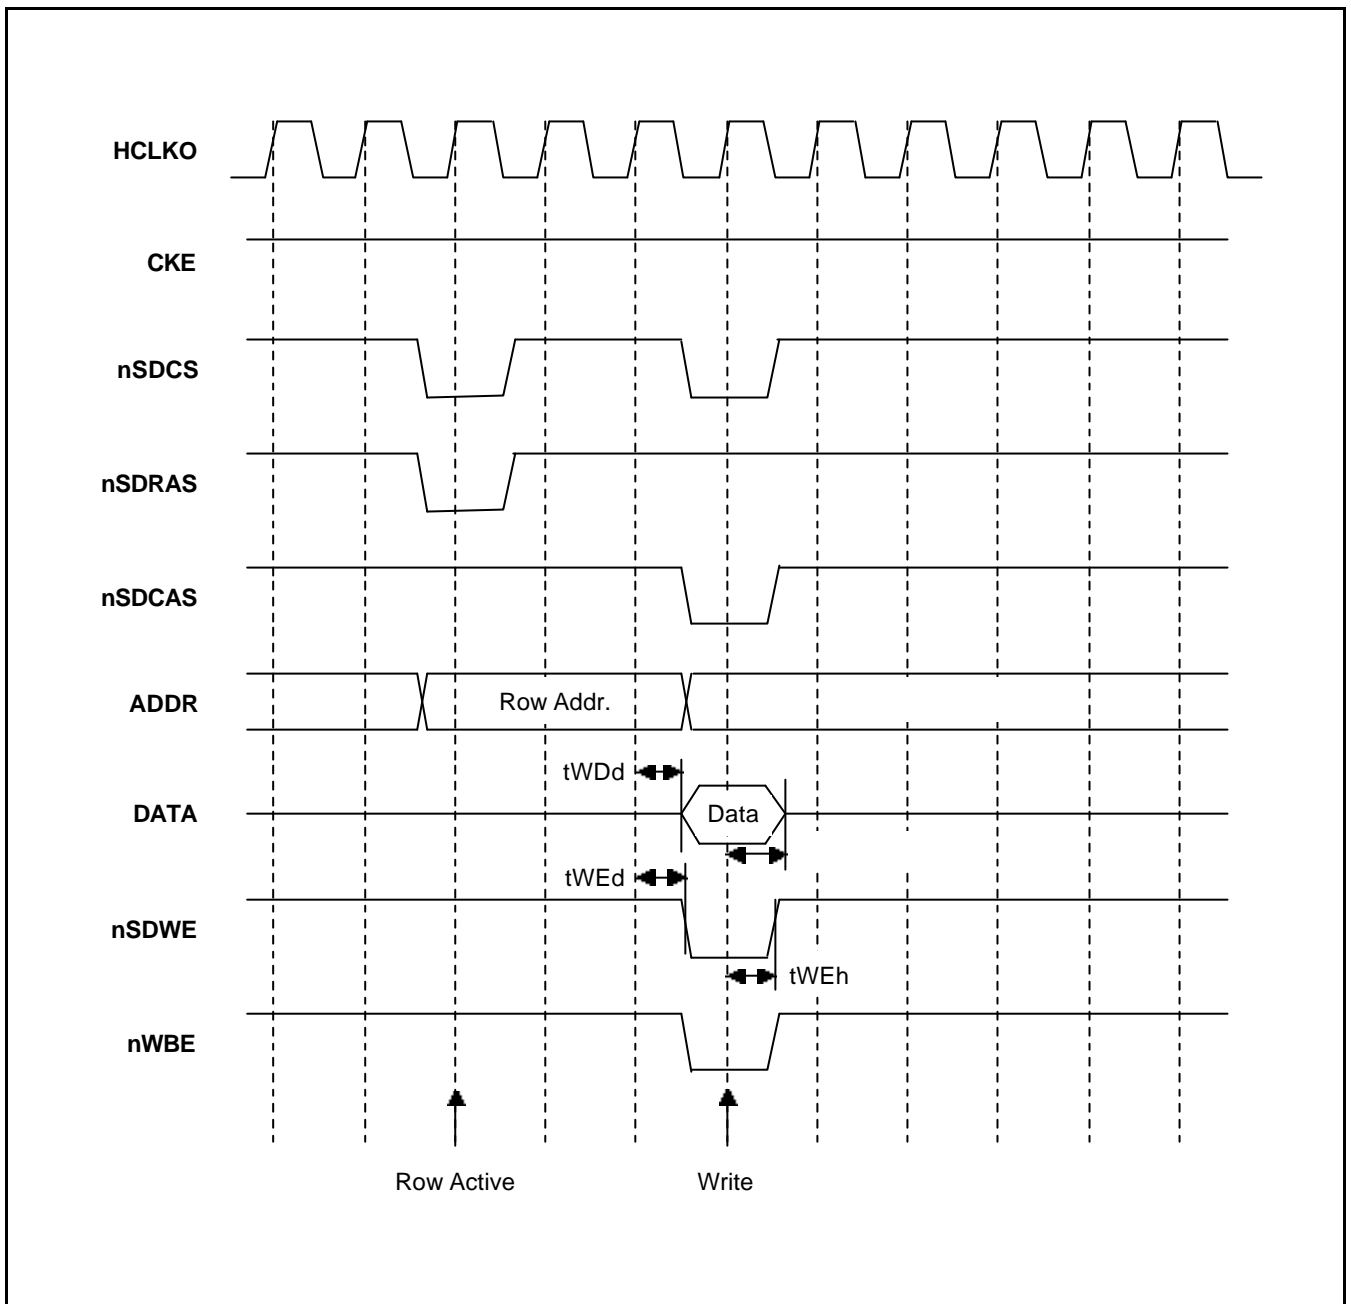 HCLKO
CKE
nSDCS
nSDRAS
nSDCAS
ADDR
Row Addr.
tWDd
DATA
Data
tWEd
nSDWE
tWEh
nWBE
Row Active
Write